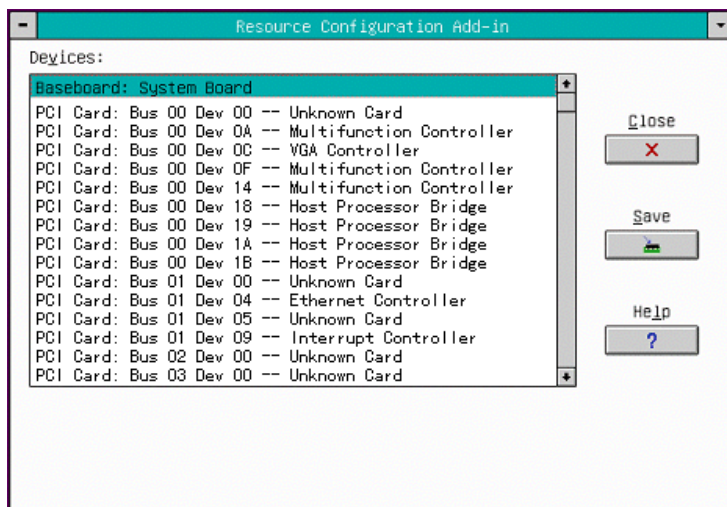 Resource Configuration Add-in
Devices:
Baseboard: System Board
PCI Card: Bus 00 Dev 00 -- Unknown Card
PCI Card: Bus 00 Dev 0A -- Multifunction Controller
PCI Card: Bus 00 Dev 0C -- VGA Controller
PCI Card: Bus 00 Dev 0F -- Multifunction Controller
PCI Card: Bus 00 Dev 14 -- Multifunction Controller
PCI Card: Bus 00 Dev 18 -- Host Processor Bridge
PCI Card: Bus 00 Dev 19 -- Host Processor Bridge
PCI Card: Bus 00 Dev 1A -- Host Processor Bridge
PCI Card: Bus 00 Dev 1B -- Host Processor Bridge
PCI Card: Bus 01 Dev 00 -- Unknown Card
PCI Card: Bus 01 Dev 04 -- Ethernet Controller
PCI Card: Bus 01 Dev 05 -- Unknown Card
PCI Card: Bus 01 Dev 09 -- Interrupt Controller
PCI Card: Bus 02 Dev 00 -- Unknown Card
PCI Card: Bus 03 Dev 00 -- Unknown Card
Close
Save
Help
?